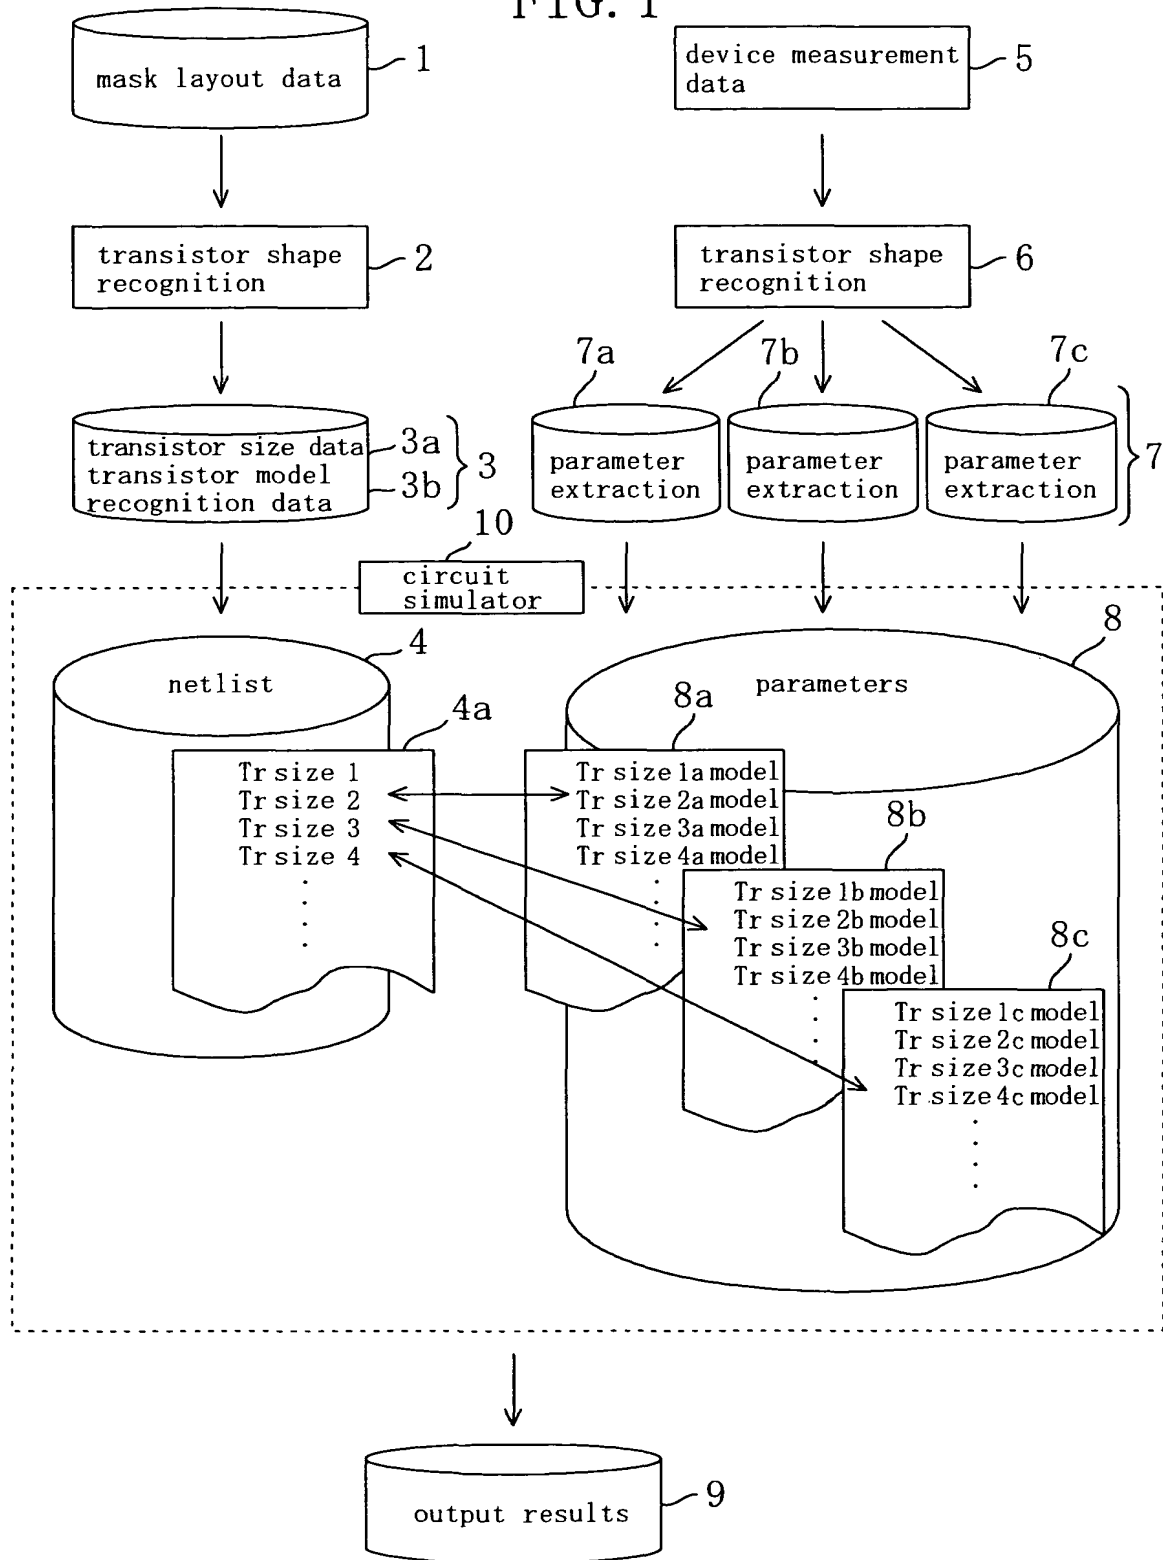 FIG. 1
mask layout data
1
device measurement
data
5
transistor shape
recognition
2
transistor shape
recognition
6
7a
7b
7c
transistor size data
transistor model
recognition data
3a
3b
3
parameter
extraction
parameter
extraction
parameter
extraction
7
10
circuit
simulator
4
netlist
8
parameters
4a
Tr size 1
Tr size 2
Tr size 3
Tr size 4
8a
Tr size 1a model
Tr size 2a model
Tr size 3a model
Tr size 4a model
8b
Tr size 1b model
Tr size 2b model
Tr size 3b model
Tr size 4b model
8c
Tr size 1c model
Tr size 2c model
Tr size 3c model
Tr size 4c model
output results
9